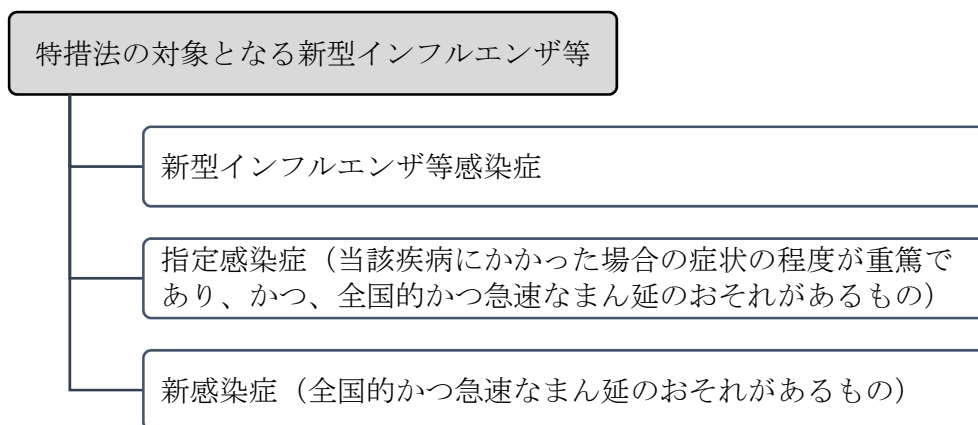 特措法の対象となる新型インフルエンザ等
新型インフルエンザ等感染症
指定感染症（当該疾病にかかった場合の症状の程度が重篤で
あり、かつ、全国的かつ急速なまん延のおそれがあるもの）
新感染症（全国的かつ急速なまん延のおそれがあるもの）